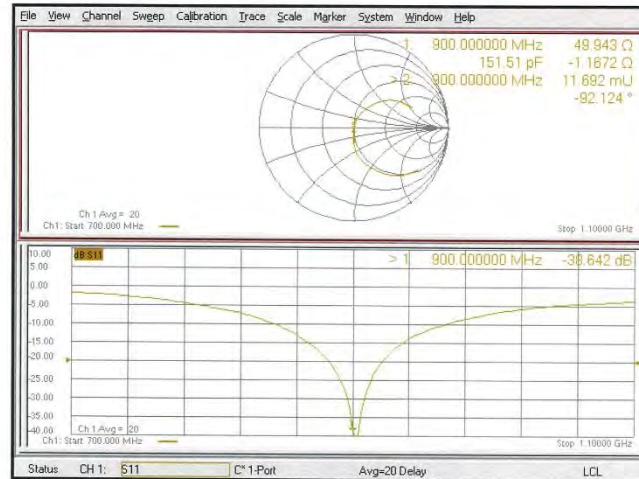 File View Channel Sweep Calibration Trace Scale Marker System Window Help
1 900.000000 MHz 49.943 Ω
151.51 pF -1.1672 Ω
> 2 900.000000 MHz 11.692 mU
-92.124 °
Ch 1 Avg = 20
Ch1: Start 700.000 MHz
Stop 1.10000 GHz
10.00
dB S11
> 1 900.000000 MHz -38.642 dB
5.00
0.00
-5.00
-10.00
-15.00
-20.00
-25.00
-30.00
-35.00
-40.00
1
Ch 1 Avg = 20
Ch1: Start 700.000 MHz
Stop 1.10000 GHz
Status CH 1: S11 C* 1-Port Avg=20 Delay LCL